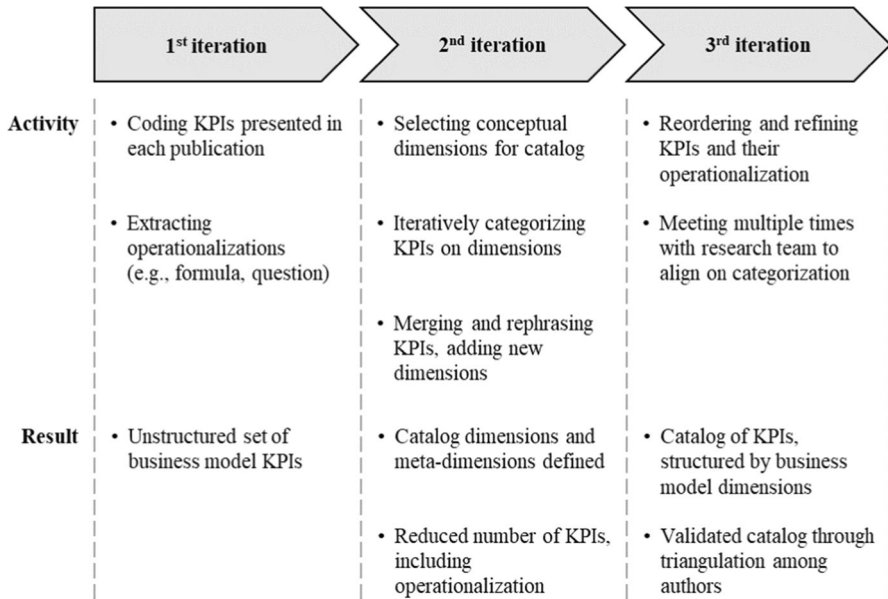 1st iteration
2nd iteration
3rd iteration
Activity
• Coding KPIs presented in
each publication
• Extracting
operationalizations
(e.g., formula, question)
• Selecting conceptual
dimensions for catalog
• Iteratively categorizing
KPIs on dimensions
• Merging and rephrasing
KPIs, adding new
dimensions
• Reordering and refining
KPIs and their
operationalization
• Meeting multiple times
with research team to
align on categorization
Result
• Unstructured set of
business model KPIs
• Catalog dimensions and
meta-dimensions defined
• Reduced number of KPIs,
including
operationalization
• Catalog of KPIs,
structured by business
model dimensions
• Validated catalog through
triangulation among
authors